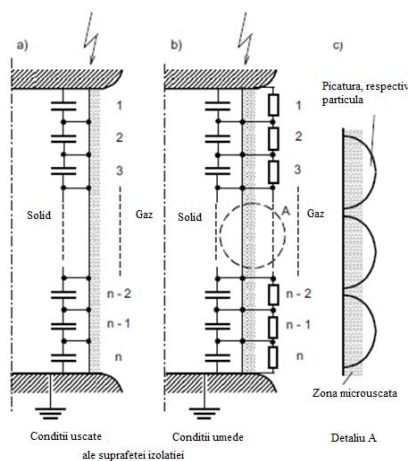 a)
b)
c)
Picatura, respectiv
particula
1
2
3
Solid
Gaz
n - 2
n - 1
n
1
2
3
Solid
A
Gaz
n - 2
n - 1
n
Zona microuscata
Conditii uscate
Conditii umede
Detaliu A
ale suprafetei izolatiei